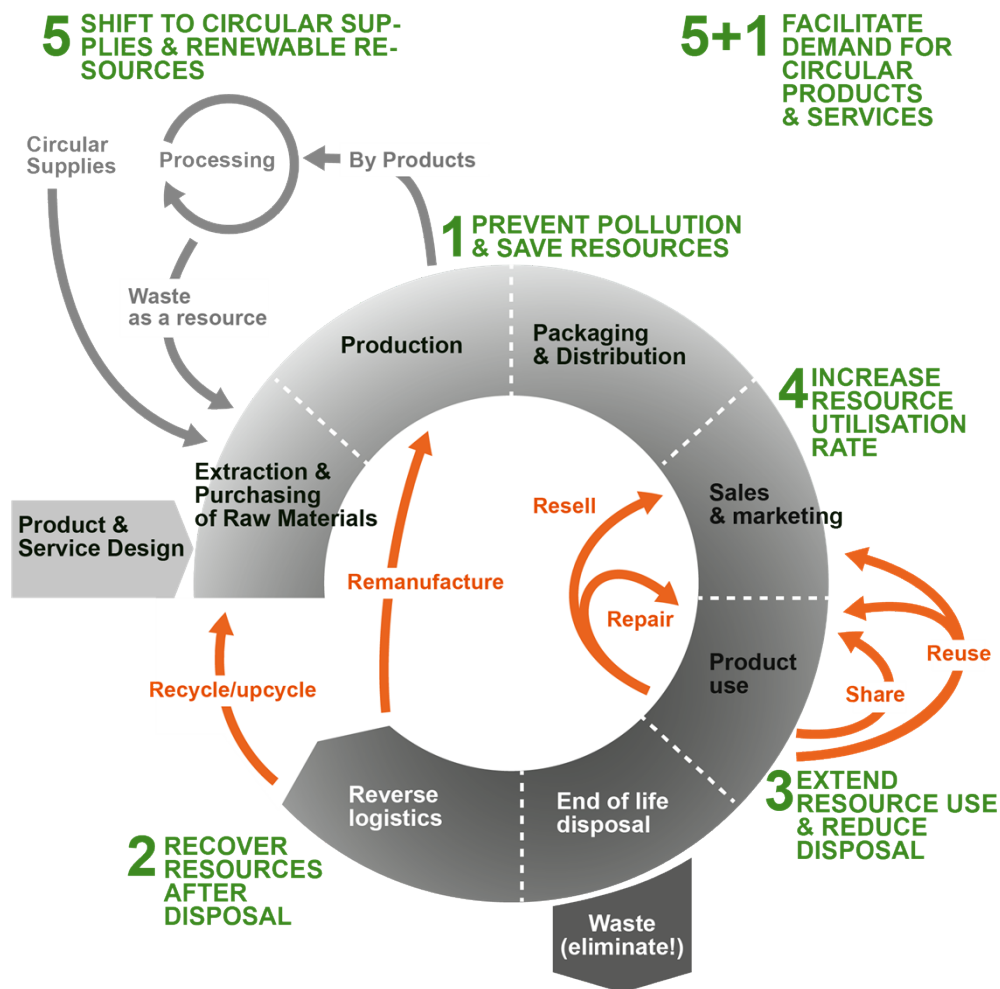 5 SHIFT TO CIRCULAR SUP-
PLIES & RENEWABLE RE-
SOURCES
5+1 FACILITATE
DEMAND FOR
CIRCULAR
PRODUCTS
& SERVICES
Circular
Supplies
Processing
By Products
1 PREVENT POLLUTION
& SAVE RESOURCES
Waste
as a resource
Production
Packaging
& Distribution
4 INCREASE
RESOURCE
UTILISATION
RATE
Extraction &
Purchasing
of Raw Materials
Product &
Service Design
Resell
Sales
& marketing
Remanufacture
Repair
Product
use
Reuse
Share
Recycle/upcycle
3 EXTEND
RESOURCE USE
& REDUCE
DISPOSAL
Reverse
logistics
End of life
disposal
2 RECOVER
RESOURCES
AFTER
DISPOSAL
Waste
(eliminate!)